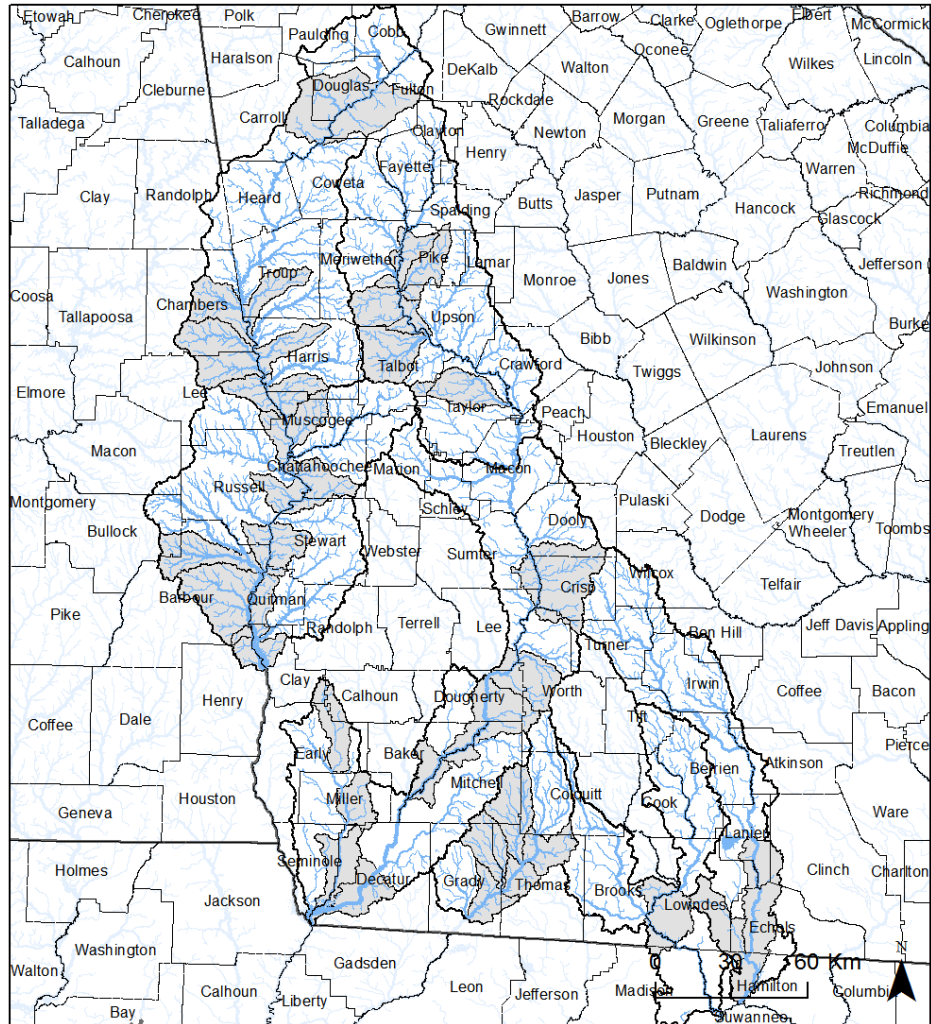 Etowah
Cherokee
Polk
Paulding
Cobb
Gwinnett
Barrow
Clarke
Oglethorpe
Elbert
McCormick
Calhoun
Haralson
Oconee
Wilkes
Lincoln
Cleburne
Douglas
Fulton
DeKalb
Walton
Talladega
Carroll
Clayton
Rockdale
Newton
Morgan
Greene
Taliaferro
Columbia
McDuffie
Henry
Fayette
Warren
Clay
Randolph
Heard
Coweta
Spalding
Butts
Jasper
Putnam
Hancock
Richmond
Glascock
Coosa
Tallapoosa
Chambers
Troup
Meriwether
Pike
Lamar
Monroe
Jones
Baldwin
Washington
Jefferson
Upson
Bibb
Wilkinson
Burke
Elmore
Lee
Harris
Talbot
Crawford
Twiggs
Johnson
Emanuel
Macon
Muscogee
Taylor
Peach
Houston
Bleckley
Laurens
Treutlen
Montgomery
Bullock
Russell
Chattahoochee
Marion
Macon
Schley
Dooly
Pulaski
Dodge
Montgomery
Wheeler
Toombs
Stewart
Webster
Sumter
Crisp
Wilcox
Telfair
Pike
Barbour
Quitman
Randolph
Terrell
Lee
Turner
Ben Hill
Jeff Davis
Appling
Coffee
Dale
Henry
Clay
Calhoun
Dougherty
Worth
Tift
Irwin
Coffee
Bacon
Geneva
Houston
Early
Baker
Mitchell
Colquitt
Berrien
Atkinson
Pierce
Miller
Cook
Lanier
Ware
Holmes
Jackson
Seminole
Decatur
Grady
Thomas
Brooks
Lowndes
Clinch
Charlton
Echols
Washington
Walton
Gadsden
Leon
Jefferson
Madison
Hamilton
Columbia
Calhoun
Liberty
Bay
Suwannee
0 30 60 Km
N